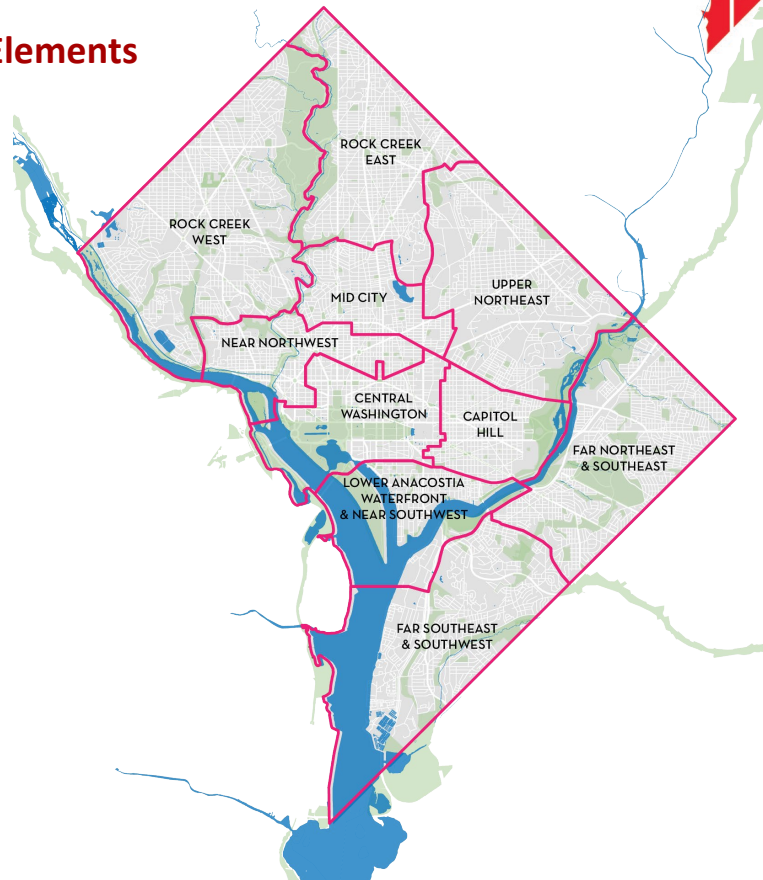 Elements
ROCK CREEK
EAST
ROCK CREEK
WEST
UPPER
NORTHEAST
MID CITY
NEAR NORTHWEST
CENTRAL
WASHINGTON
CAPITOL
HILL
FAR NORTHEAST
& SOUTHEAST
LOWER ANACOSTIA
WATERFRONT
& NEAR SOUTHWEST
FAR SOUTHEAST
& SOUTHWEST